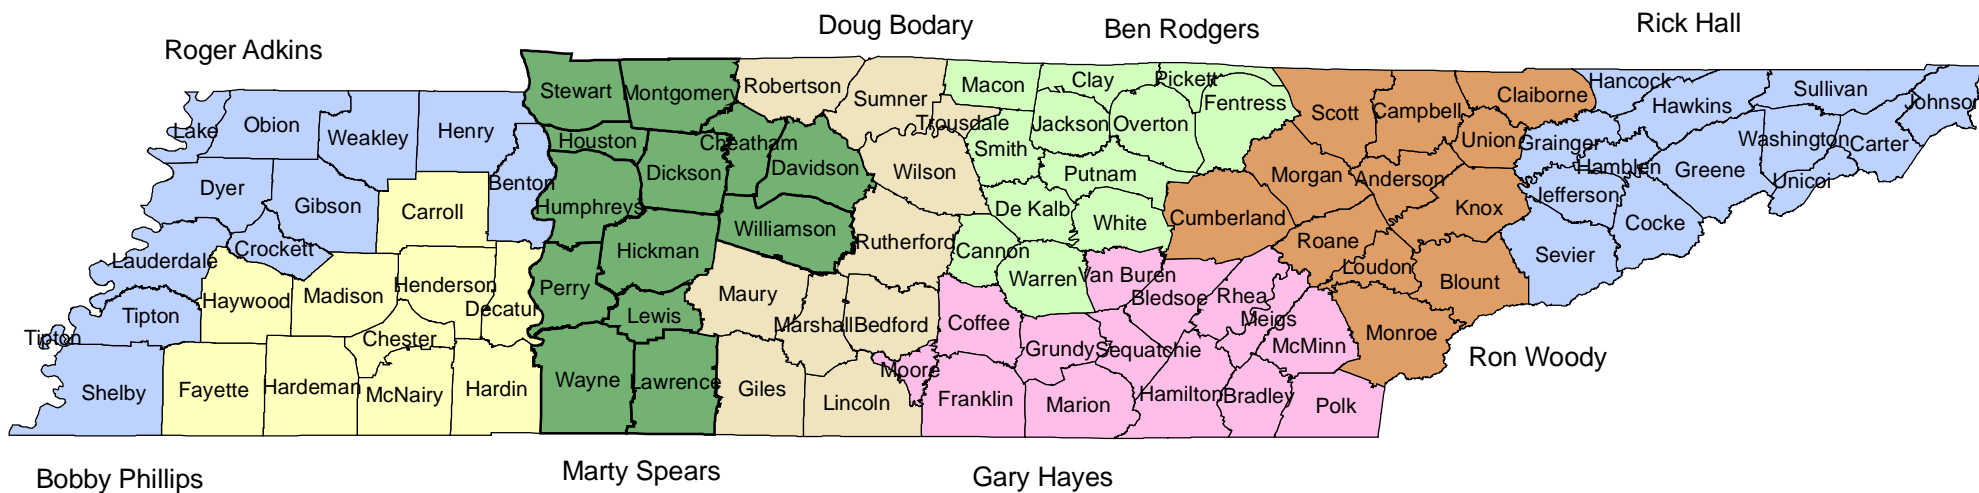 Roger Adkins
Doug Bodary
Ben Rodgers
Rick Hall
Lake
Obion
Weakley
Henry
Stewart
Montgomery
Robertson
Sumner
Macon
Clay
Pickett
Fentress
Scott
Campbell
Claiborne
Hancock
Hawkins
Sullivan
Johnson
Trousdale
Jackson
Overton
Houston
Cheatham
Davidson
Smith
Union
Grainger
Washington
Carter
Dyer
Benton
Dickson
Wilson
Putnam
Morgan
Anderson
Hamblen
Greene
Unicoi
Gibson
Carroll
Humphreys
De Kalb
White
Cumberland
Knox
Jefferson
Cocke
Crockett
Lauderdale
Hickman
Williamson
Rutherford
Cannon
Roane
Sevier
Haywood
Madison
Henderson
Decatur
Perry
Maury
Warren
Van Buren
Bledsoe
Rhea
Loudon
Blount
Tipton
Tipton
Chester
Lewis
Marshall
Bedford
Coffee
Grundy
Sequatchie
Meigs
McMinn
Monroe
Ron Woody
Shelby
Fayette
Hardeman
McNairy
Hardin
Wayne
Lawrence
Giles
Lincoln
Moore
Franklin
Marion
Hamilton
Bradley
Polk
Bobby Phillips
Marty Spears
Gary Hayes